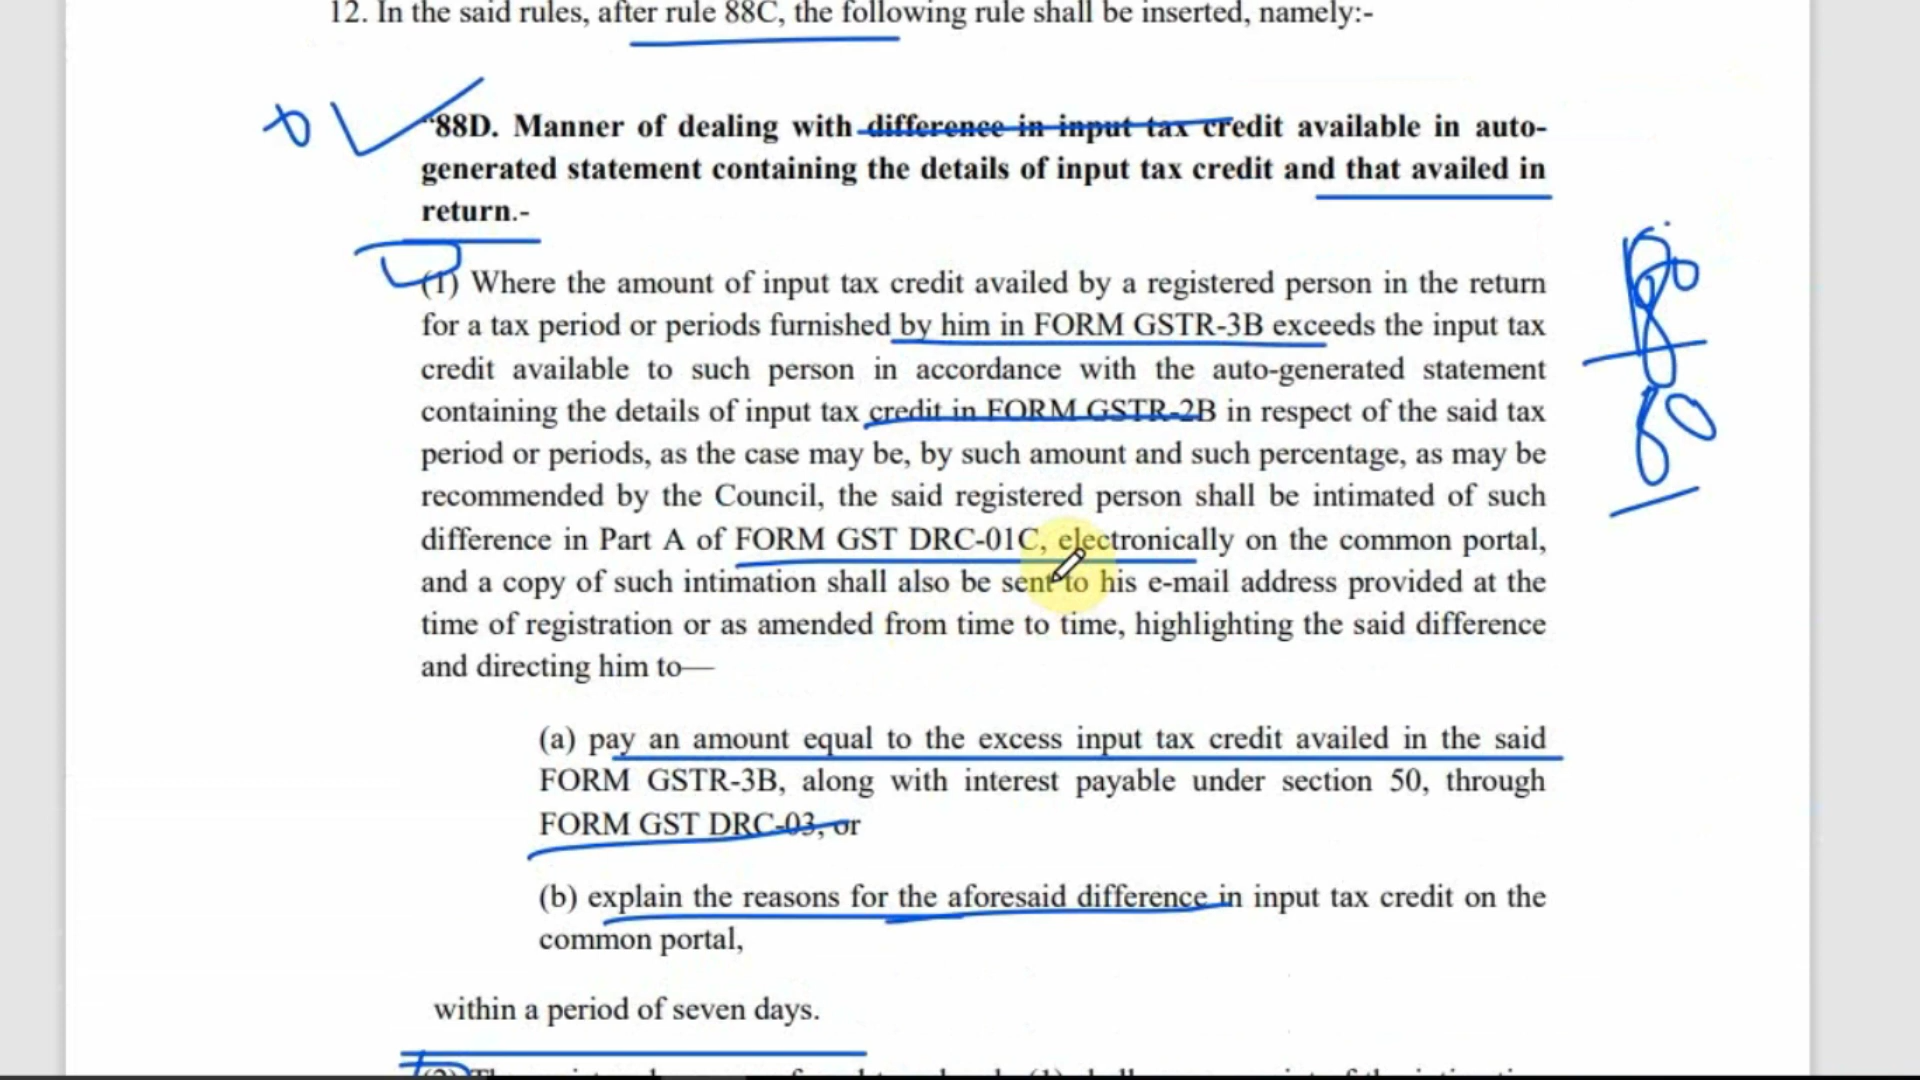 12. In the said rules, after rule 88C, the following rule shall be inserted, namely:-
"88D. Manner of dealing with difference in input tax credit available in auto-
generated statement containing the details of input tax credit and that availed in
return.-
(1) Where the amount of input tax credit availed by a registered person in the return
for a tax period or periods furnished by him in FORM GSTR-3B exceeds the input tax
credit available to such person in accordance with the auto-generated statement
containing the details of input tax credit in FORM GSTR-2B in respect of the said tax
period or periods, as the case may be, by such amount and such percentage, as may be
recommended by the Council, the said registered person shall be intimated of such
difference in Part A of FORM GST DRC-01C, electronically on the common portal,
and a copy of such intimation shall also be sent to his e-mail address provided at the
time of registration or as amended from time to time, highlighting the said difference
and directing him to—
(a) pay an amount equal to the excess input tax credit availed in the said
FORM GSTR-3B, along with interest payable under section 50, through
FORM GST DRC-03, or
(b) explain the reasons for the aforesaid difference in input tax credit on the
common portal,
within a period of seven days.
80